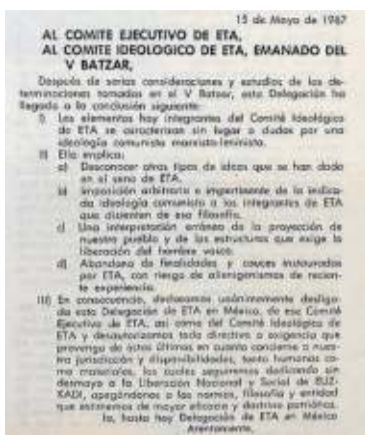 15 de Mayo de 1967
AL COMITE EJECUTIVO DE ETA,
AL COMITE IDEOLOGICO DE ETA, EMANADO DEL
V BATZAR,
Después de serias consideraciones y estudios de las de-
terminaciones tomadas en el V Batzar, esta Delegación ha
llegado a la conclusión siguiente:
I) Los elementos hoy integrantes del Comité Ideológico
de ETA se caracterizan sin lugar a dudas por una
ideología comunista marxista-leninista.
II) Ello implica:
a) Desconocer otros tipos de ideas que se han dado
en el seno de ETA.
b) Imposición arbitraria e impertinente de la indica-
da ideología comunista a los integrantes de ETA
que disienten de esa filosofía.
c) Una interpretación errónea de la proyección de
nuestro pueblo y de las estructuras que exige la
liberación del hombre vasco.
d) Abandono de finalidades y cauces instaurados
por ETA, con riesgo de alienigenismos de recien-
te experiencia.
III) En consecuencia, declaramos unánimemente desliga-
da esta Delegación de ETA en México, de ese Comité
Ejecutivo de ETA, así como del Comité Ideológico de
ETA y desautorizamos toda directiva o exigencia que
provenga de éstos últimos en cuanto concierne a nues-
tra jurisdicción y disponibilidades, tanto humanas co-
mo materiales, las cuales seguiremos dedicando sin
desmayo a la Liberación Nacional y Social de EUZ-
KADI, apegándonos a las normas, filosofía y entidad
que estimemos de mayor eficacia y doctrina patriótica.
la, hasta hoy Delegación de ETA en México
Atentamente,